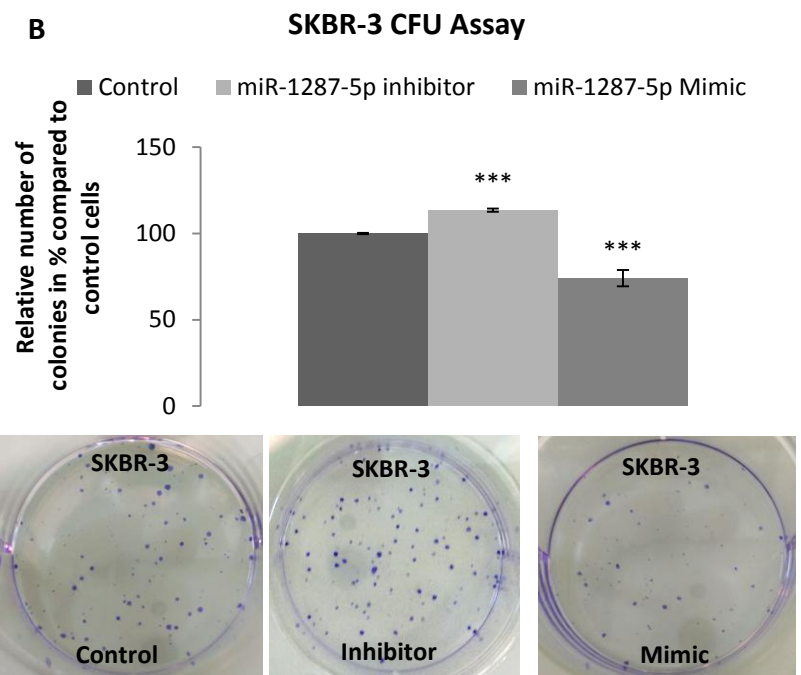 B
SKBR-3 CFU Assay
Control
miR-1287-5p inhibitor
miR-1287-5p Mimic
Relative number of
colonies in % compared to
control cells
150
100
50
0
***
***
SKBR-3
Control
SKBR-3
Inhibitor
SKBR-3
Mimic